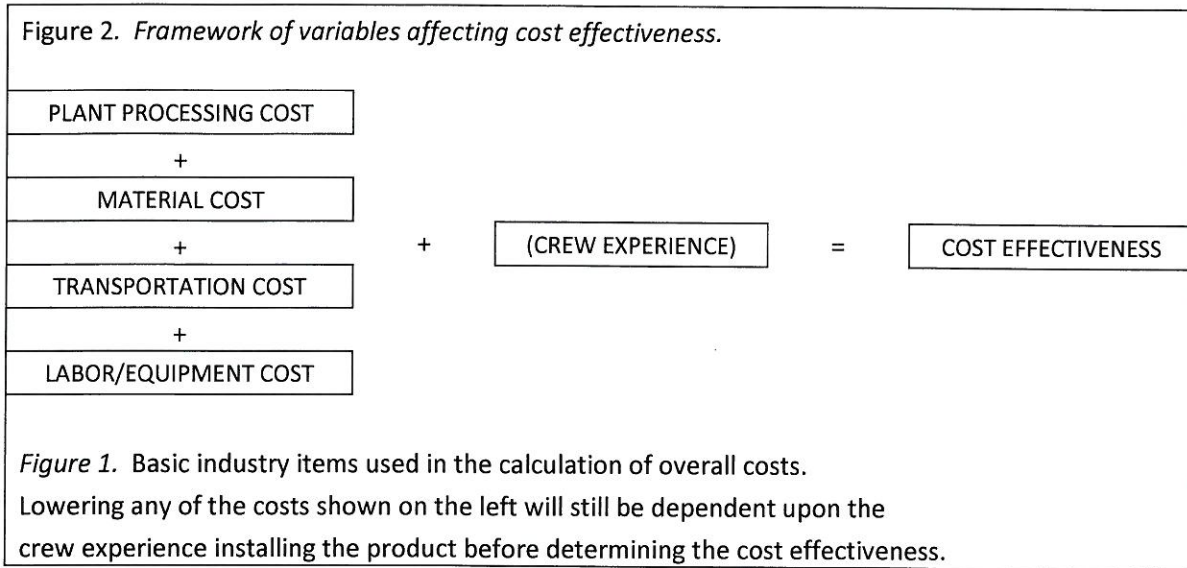 Figure 2. Framework of variables affecting cost effectiveness.
PLANT PROCESSING COST
+
MATERIAL COST
+
TRANSPORTATION COST
+
LABOR/EQUIPMENT COST
+
(CREW EXPERIENCE)
=
COST EFFECTIVENESS
Figure 1. Basic industry items used in the calculation of overall costs.
Lowering any of the costs shown on the left will still be dependent upon the
crew experience installing the product before determining the cost effectiveness.